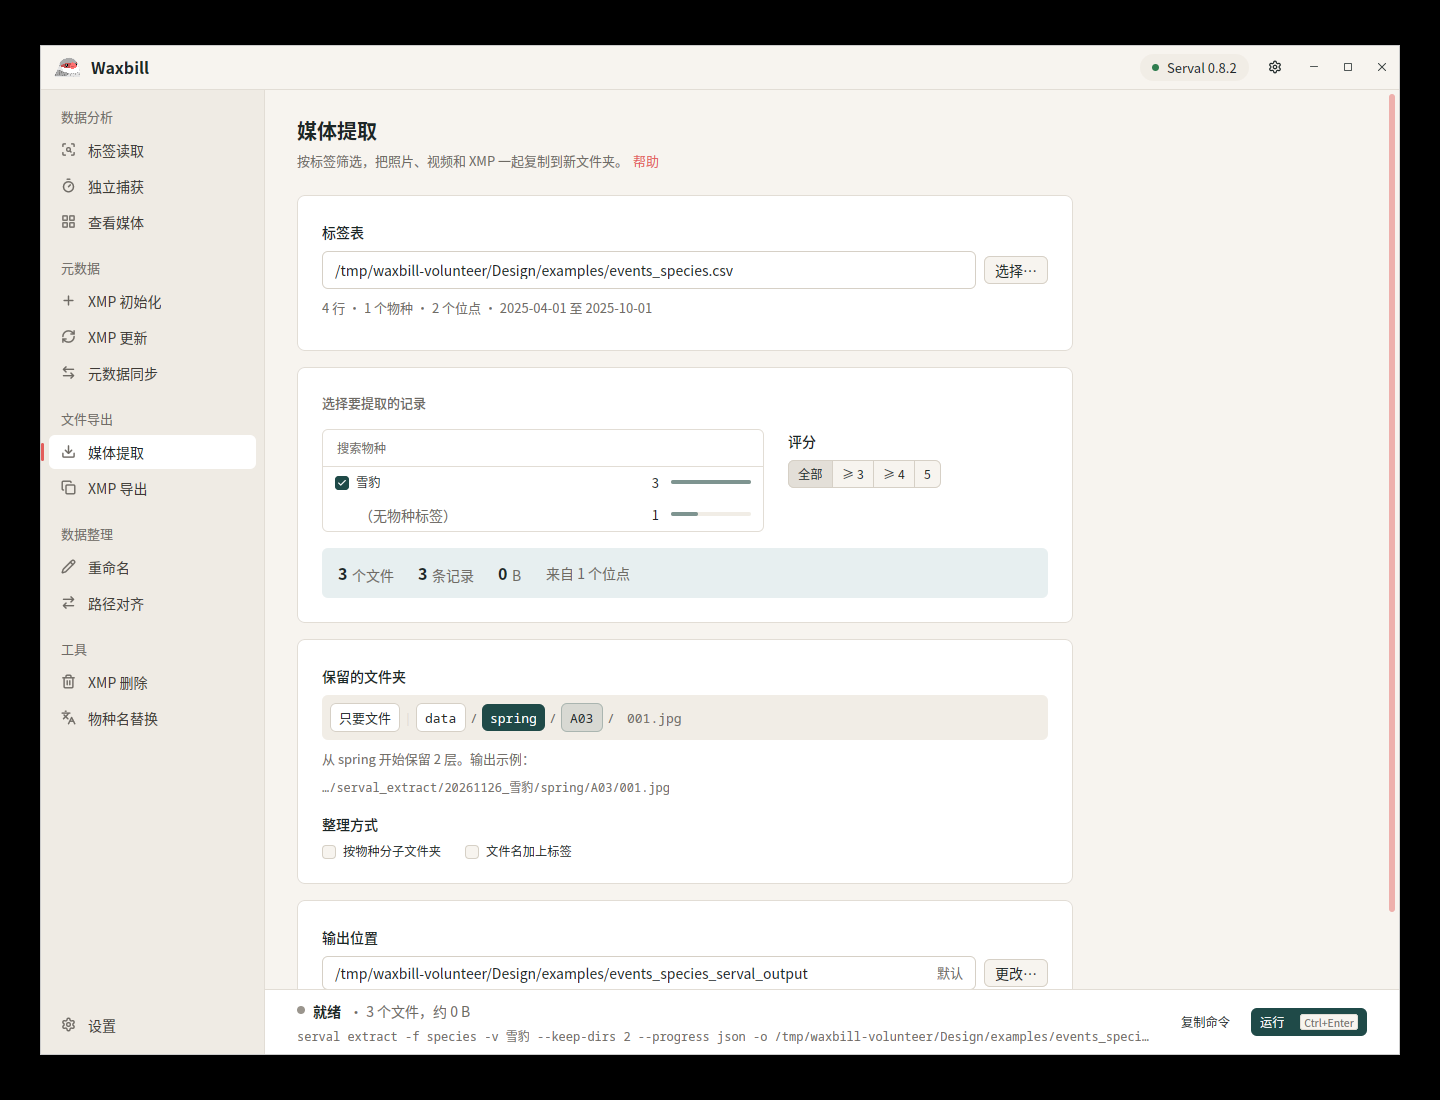 Waxbill
Serval 0.8.2
数据分析
标签读取
独立捕获
查看媒体
元数据
XMP 初始化
XMP 更新
元数据同步
文件导出
媒体提取
XMP 导出
数据整理
重命名
路径对齐
工具
XMP 删除
物种名替换
设置
媒体提取
按标签筛选，把照片、视频和 XMP 一起复制到新文件夹。 帮助
标签表
/tmp/waxbill-volunteer/Design/examples/events_species.csv 选择…
4 行 · 1 个物种 · 2 个位点 · 2025-04-01 至 2025-10-01
选择要提取的记录
搜索物种
雪豹 3
（无物种标签） 1
评分
全部 ≥ 3 ≥ 4 5
3 个文件 3 条记录 0 B 来自 1 个位点
保留的文件夹
只要文件 data / spring / A03 / 001.jpg
从 spring 开始保留 2 层。输出示例：
…/serval_extract/20261126_雪豹/spring/A03/001.jpg
整理方式
按物种分子文件夹 文件名加上标签
输出位置
/tmp/waxbill-volunteer/Design/examples/events_species_serval_output 默认 更改…
就绪 · 3 个文件，约 0 B
serval extract -f species -v 雪豹 --keep-dirs 2 --progress json -o /tmp/waxbill-volunteer/Design/examples/events_speci…
复制命令 运行 Ctrl+Enter